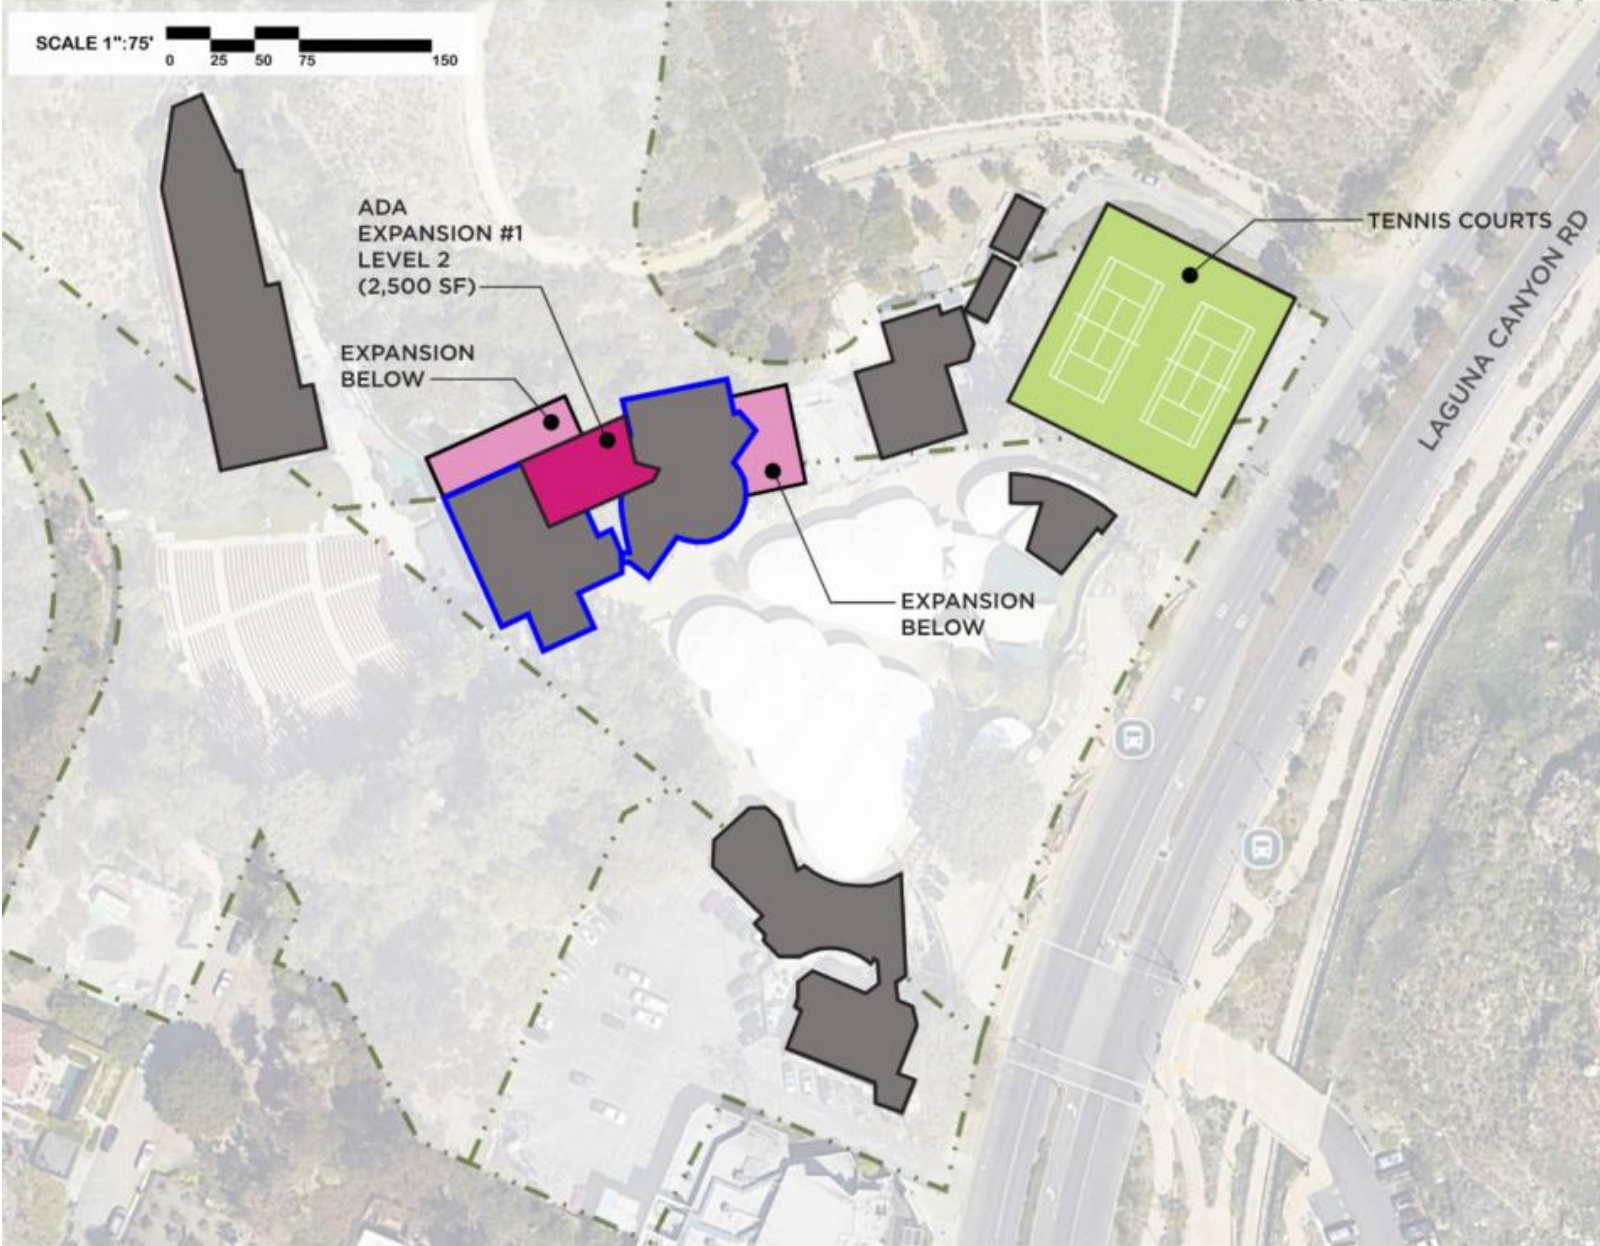 SCALE 1":75'
0 25 50 75 150
ADA
EXPANSION #1
LEVEL 2
(2,500 SF)
EXPANSION
BELOW
TENNIS COURTS
LAGUNA CANYON RD
EXPANSION
BELOW